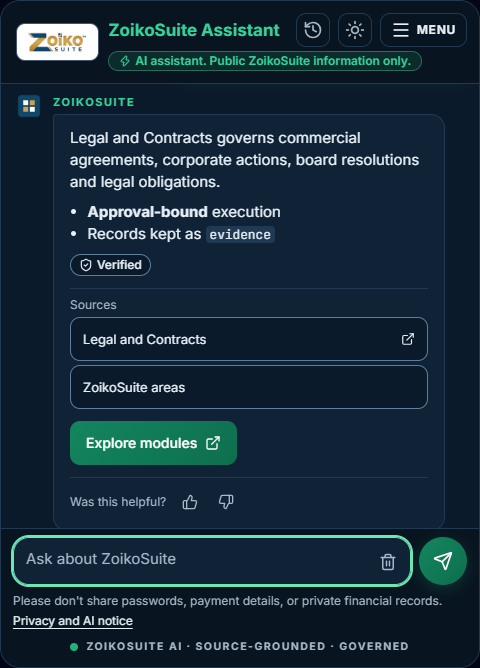 Zoiko™
SUITE
ZoikoSuite Assistant
MENU
AI assistant. Public ZoikoSuite information only.
ZOIKOSUITE
Legal and Contracts governs commercial
agreements, corporate actions, board resolutions
and legal obligations.
• Approval-bound execution
• Records kept as evidence
Verified
Sources
Legal and Contracts
ZoikoSuite areas
Explore modules
Was this helpful?
Ask about ZoikoSuite
Please don't share passwords, payment details, or private financial records.
Privacy and AI notice
ZOIKOSUITE AI · SOURCE-GROUNDED · GOVERNED